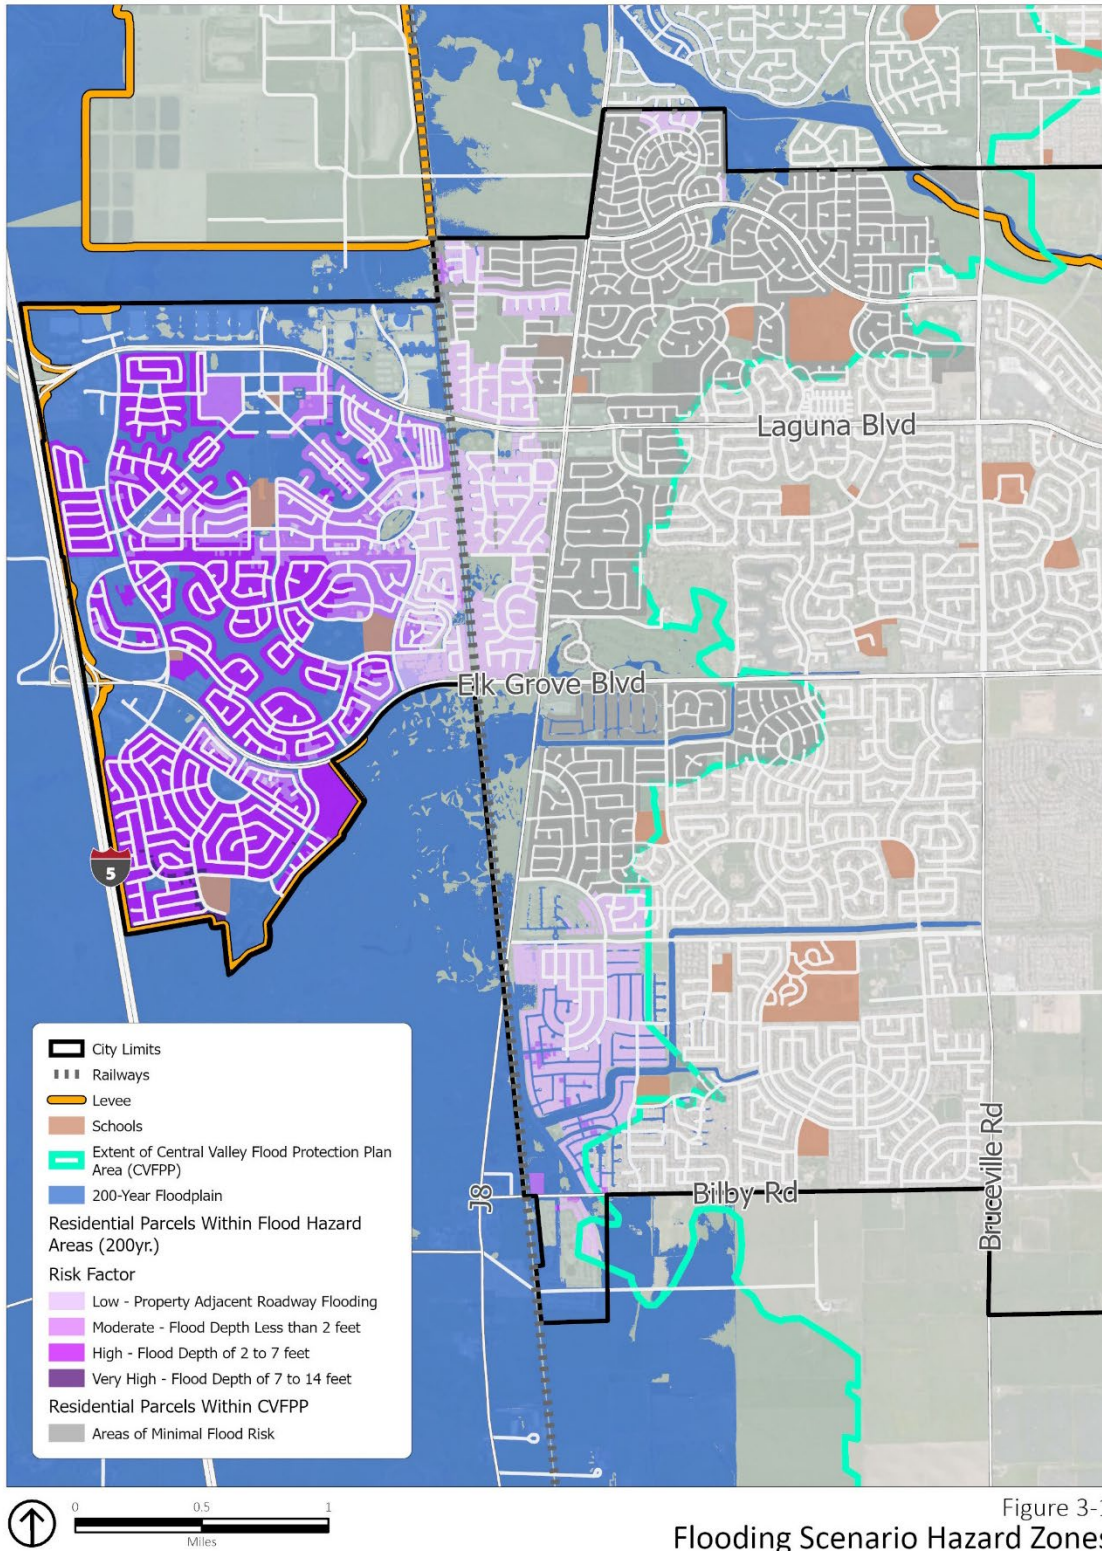 Laguna Blvd
Elk Grove Blvd
5
City Limits
Railways
Levee
Schools
Extent of Central Valley Flood Protection Plan
Area (CVFPP)
200-Year Floodplain
Residential Parcels Within Flood Hazard
Areas (200yr.)
Risk Factor
Low - Property Adjacent Roadway Flooding
Moderate - Flood Depth Less than 2 feet
High - Flood Depth of 2 to 7 feet
Very High - Flood Depth of 7 to 14 feet
Residential Parcels Within CVFPP
Areas of Minimal Flood Risk
J8
Bilby Rd
Bruceville Rd
0 0.5 1
Miles
Figure 3-1
Flooding Scenario Hazard Zones